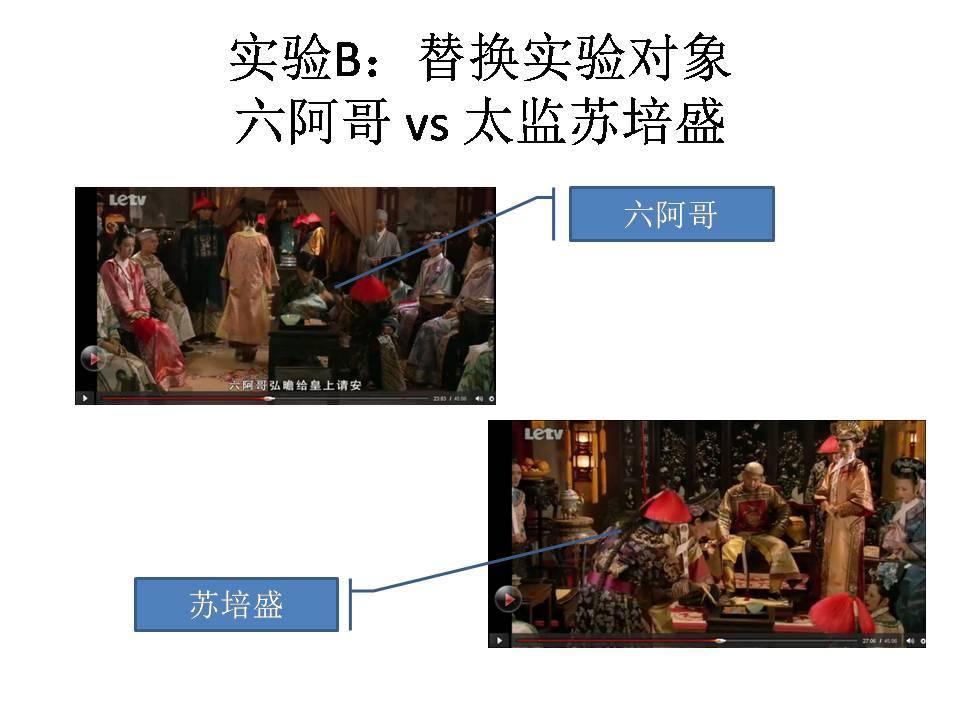 实验B：替换实验对象
六阿哥 vs 太监苏培盛
Letv
六阿哥
六阿哥弘瞻给皇上请安
23:03 / 45:06
Letv
苏培盛
27:06 / 45:06